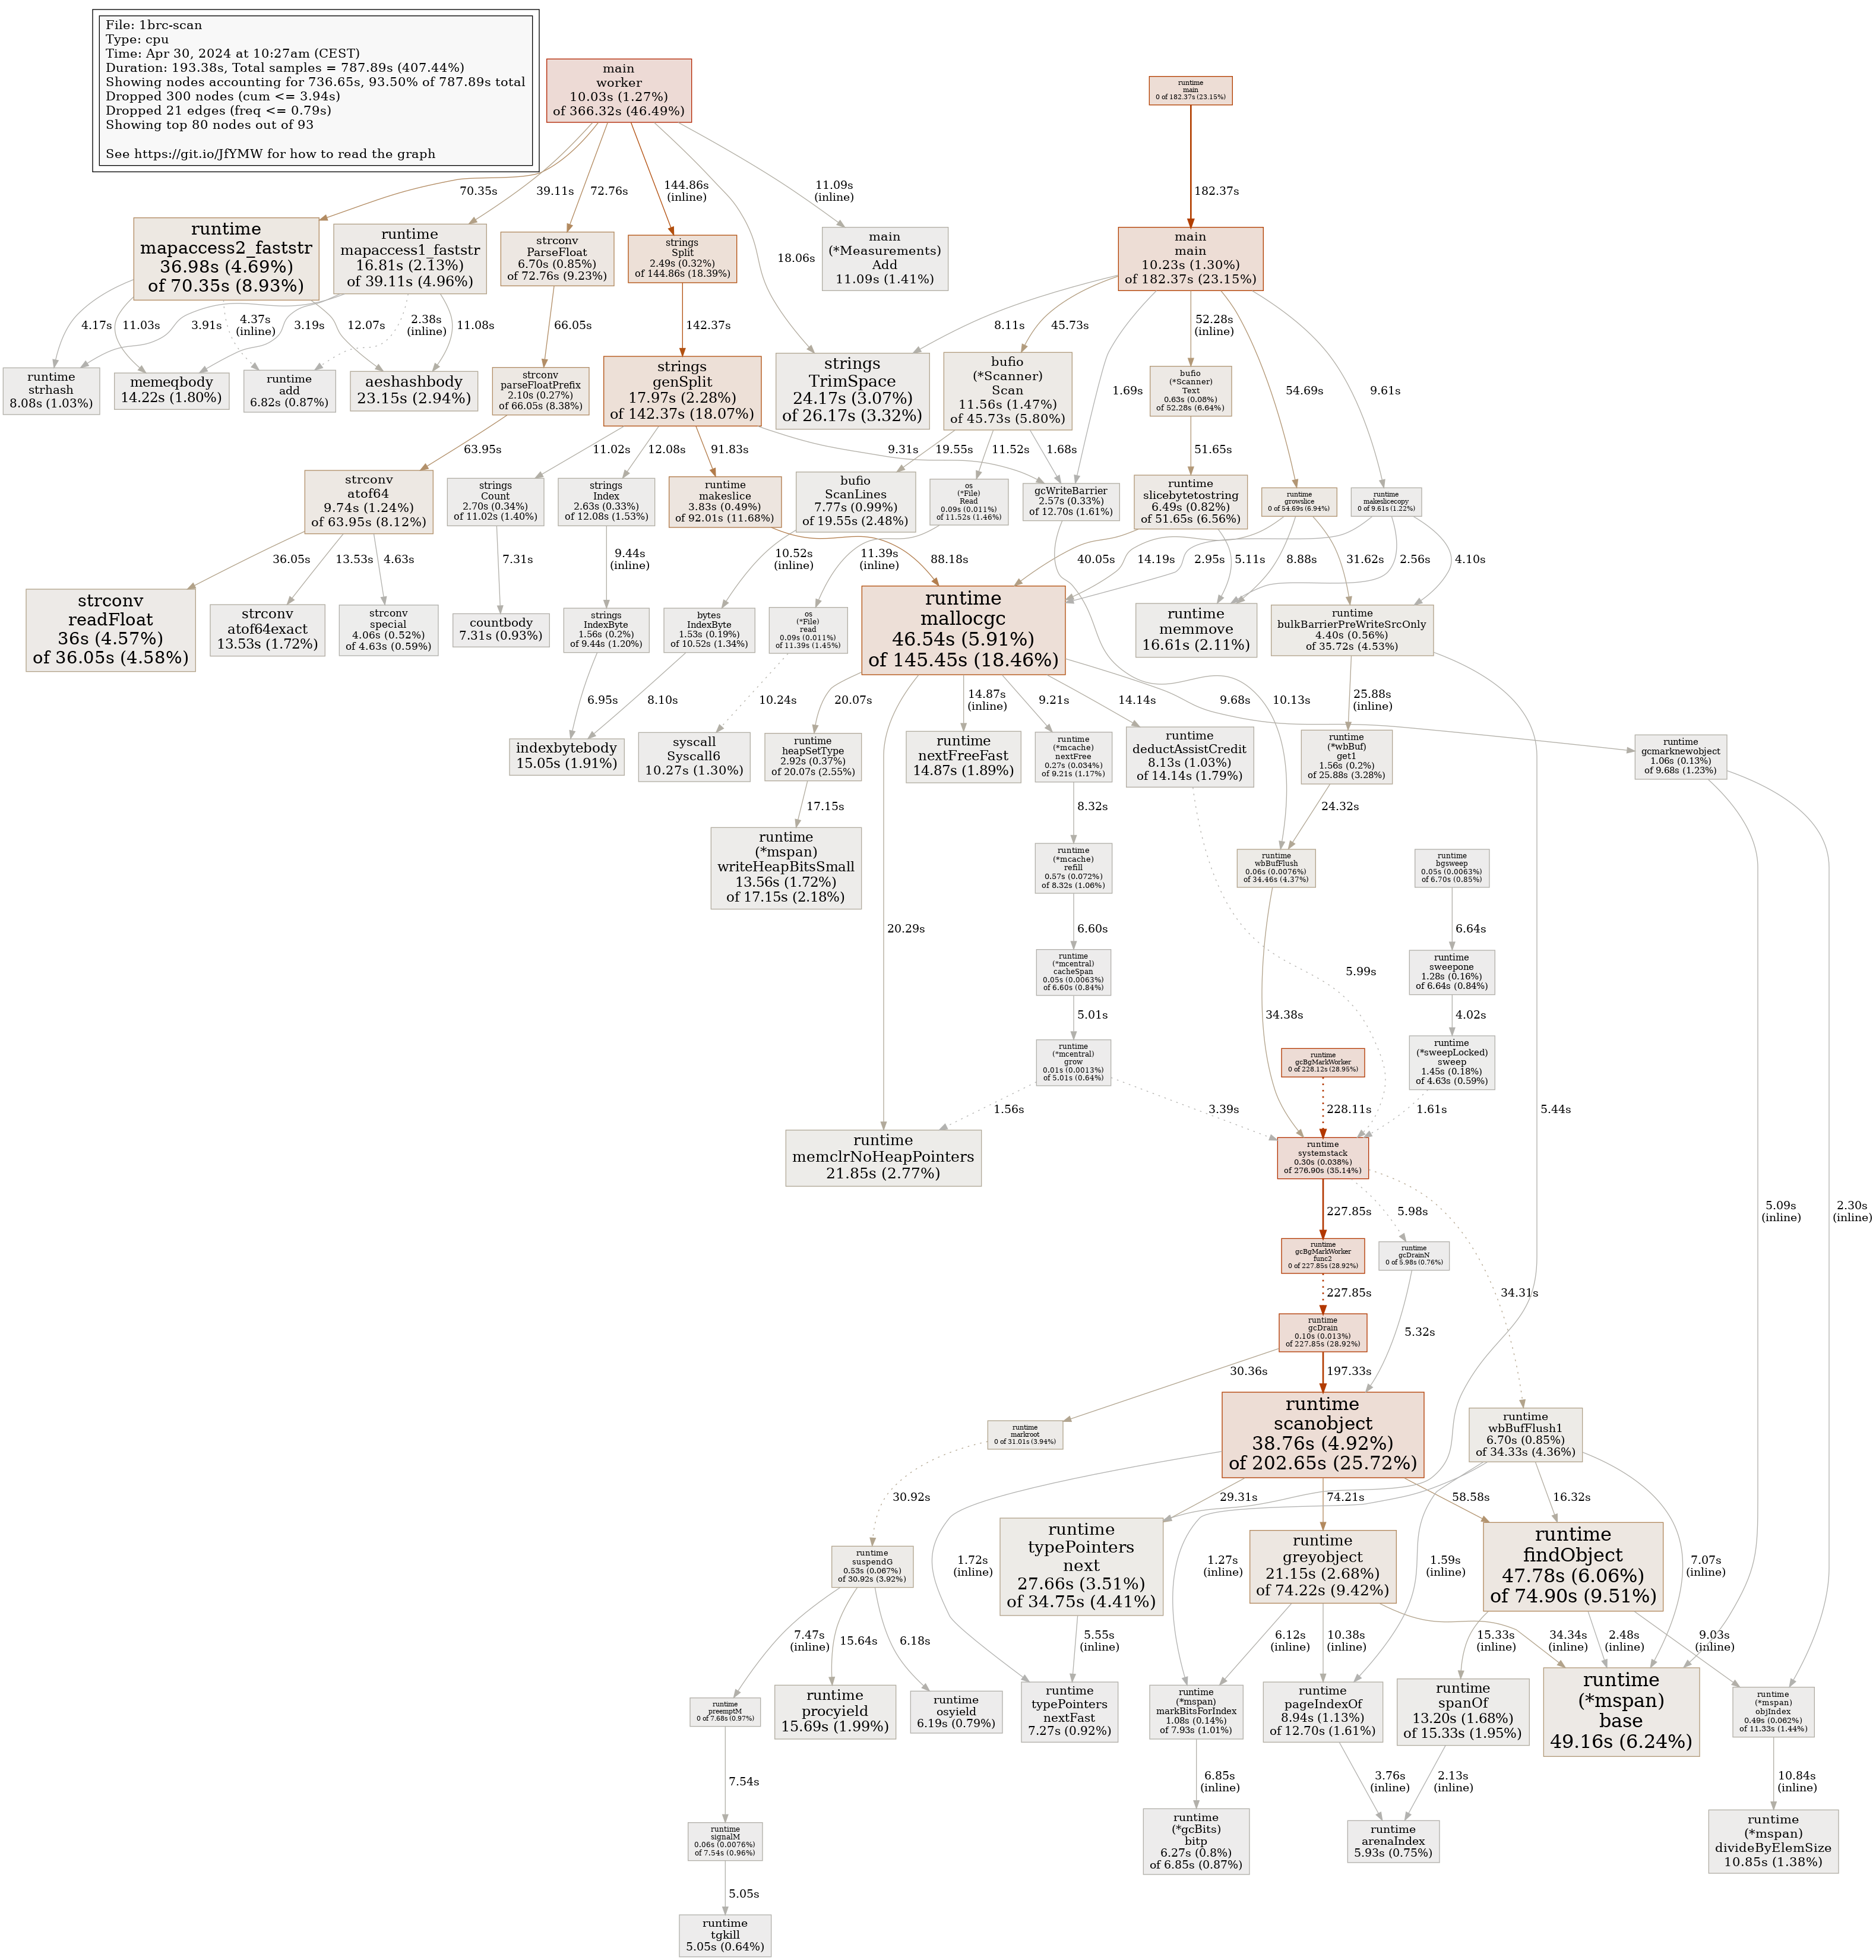 File: 1brc-scan
Type: cpu
Time: Apr 30, 2024 at 10:27am (CEST)
Duration: 193.38s, Total samples = 787.89s (407.44%)
Showing nodes accounting for 736.65s, 93.50% of 787.89s total
Dropped 300 nodes (cum <= 3.94s)
Dropped 21 edges (freq <= 0.79s)
Showing top 80 nodes out of 93
See https://git.io/JfYMW for how to read the graph
main
worker
10.03s (1.27%)
of 366.32s (46.49%)
runtime
main
0 of 182.37s (23.15%)
70.35s
39.11s
72.76s
144.86s
(inline)
18.06s
11.09s
(inline)
182.37s
runtime
mapaccess2_faststr
36.98s (4.69%)
of 70.35s (8.93%)
runtime
mapaccess1_faststr
16.81s (2.13%)
of 39.11s (4.96%)
strconv
ParseFloat
6.70s (0.85%)
of 72.76s (9.23%)
strings
Split
2.49s (0.32%)
of 144.86s (18.39%)
main
(*Measurements)
Add
11.09s (1.41%)
main
main
10.23s (1.30%)
of 182.37s (23.15%)
4.17s
11.03s
3.91s
4.37s
(inline)
3.19s
12.07s
2.38s
(inline)
11.08s
66.05s
142.37s
8.11s
45.73s
1.69s
52.28s
(inline)
54.69s
9.61s
runtime
strhash
8.08s (1.03%)
memeqbody
14.22s (1.80%)
runtime
add
6.82s (0.87%)
aeshashbody
23.15s (2.94%)
strconv
parseFloatPrefix
2.10s (0.27%)
of 66.05s (8.38%)
strings
genSplit
17.97s (2.28%)
of 142.37s (18.07%)
strings
TrimSpace
24.17s (3.07%)
of 26.17s (3.32%)
bufio
(*Scanner)
Scan
11.56s (1.47%)
of 45.73s (5.80%)
bufio
(*Scanner)
Text
0.63s (0.08%)
of 52.28s (6.64%)
63.95s
11.02s
12.08s
91.83s
9.31s
19.55s
11.52s
1.68s
51.65s
strconv
atof64
9.74s (1.24%)
of 63.95s (8.12%)
strings
Count
2.70s (0.34%)
of 11.02s (1.40%)
strings
Index
2.63s (0.33%)
of 12.08s (1.53%)
runtime
makeslice
3.83s (0.49%)
of 92.01s (11.68%)
bufio
ScanLines
7.77s (0.99%)
of 19.55s (2.48%)
os
(*File)
Read
0.09s (0.011%)
of 11.52s (1.46%)
gcWriteBarrier
2.57s (0.33%)
of 12.70s (1.61%)
runtime
slicebytetostring
6.49s (0.82%)
of 51.65s (6.56%)
runtime
growslice
0 of 54.69s (6.94%)
runtime
makeslicecopy
0 of 9.61s (1.22%)
36.05s
13.53s
4.63s
7.31s
9.44s
(inline)
10.52s
(inline)
11.39s
(inline)
88.18s
40.05s
14.19s
2.95s
5.11s
8.88s
31.62s
2.56s
4.10s
strconv
readFloat
36s (4.57%)
of 36.05s (4.58%)
strconv
atof64exact
13.53s (1.72%)
strconv
special
4.06s (0.52%)
of 4.63s (0.59%)
countbody
7.31s (0.93%)
strings
IndexByte
1.56s (0.2%)
of 9.44s (1.20%)
bytes
IndexByte
1.53s (0.19%)
of 10.52s (1.34%)
os
(*File)
read
0.09s (0.011%)
of 11.39s (1.45%)
runtime
mallocgc
46.54s (5.91%)
of 145.45s (18.46%)
runtime
memmove
16.61s (2.11%)
runtime
bulkBarrierPreWriteSrcOnly
4.40s (0.56%)
of 35.72s (4.53%)
6.95s
8.10s
10.24s
20.07s
14.87s
(inline)
9.21s
14.14s
9.68s
10.13s
25.88s
(inline)
indexbytebody
15.05s (1.91%)
syscall
Syscall6
10.27s (1.30%)
runtime
heapSetType
2.92s (0.37%)
of 20.07s (2.55%)
runtime
nextFreeFast
14.87s (1.89%)
runtime
(*mcache)
nextFree
0.27s (0.034%)
of 9.21s (1.17%)
runtime
deductAssistCredit
8.13s (1.03%)
of 14.14s (1.79%)
runtime
(*wbBuf)
get1
1.56s (0.2%)
of 25.88s (3.28%)
runtime
gcmarknewobject
1.06s (0.13%)
of 9.68s (1.23%)
17.15s
8.32s
24.32s
runtime
(*mspan)
writeHeapBitsSmall
13.56s (1.72%)
of 17.15s (2.18%)
runtime
(*mcache)
refill
0.57s (0.072%)
of 8.32s (1.06%)
runtime
wbBufFlush
0.06s (0.0076%)
of 34.46s (4.37%)
runtime
bgsweep
0.05s (0.0063%)
of 6.70s (0.85%)
20.29s
6.60s
6.64s
runtime
(*mcentral)
cacheSpan
0.05s (0.0063%)
of 6.60s (0.84%)
5.99s
runtime
sweepone
1.28s (0.16%)
of 6.64s (0.84%)
5.01s
34.38s
4.02s
runtime
(*mcentral)
grow
0.01s (0.0013%)
of 5.01s (0.64%)
runtime
gcBgMarkWorker
0 of 228.12s (28.95%)
runtime
(*sweepLocked)
sweep
1.45s (0.18%)
of 4.63s (0.59%)
1.56s
3.39s
228.11s
1.61s
5.44s
runtime
memclrNoHeapPointers
21.85s (2.77%)
runtime
systemstack
0.30s (0.038%)
of 276.90s (35.14%)
227.85s
5.98s
5.09s
(inline)
2.30s
(inline)
runtime
gcBgMarkWorker
func2
0 of 227.85s (28.92%)
runtime
gcDrainN
0 of 5.98s (0.76%)
227.85s
34.31s
runtime
gcDrain
0.10s (0.013%)
of 227.85s (28.92%)
5.32s
30.36s
197.33s
runtime
markroot
0 of 31.01s (3.94%)
runtime
scanobject
38.76s (4.92%)
of 202.65s (25.72%)
runtime
wbBufFlush1
6.70s (0.85%)
of 34.33s (4.36%)
30.92s
29.31s
74.21s
58.58s
16.32s
runtime
suspendG
0.53s (0.067%)
of 30.92s (3.92%)
1.72s
(inline)
runtime
typePointers
next
27.66s (3.51%)
of 34.75s (4.41%)
1.27s
(inline)
runtime
greyobject
21.15s (2.68%)
of 74.22s (9.42%)
1.59s
(inline)
runtime
findObject
47.78s (6.06%)
of 74.90s (9.51%)
7.07s
(inline)
7.47s
(inline)
15.64s
6.18s
5.55s
(inline)
6.12s
(inline)
10.38s
(inline)
15.33s
(inline)
34.34s
(inline)
2.48s
(inline)
9.03s
(inline)
runtime
preemptM
0 of 7.68s (0.97%)
runtime
procyield
15.69s (1.99%)
runtime
osyield
6.19s (0.79%)
runtime
typePointers
nextFast
7.27s (0.92%)
runtime
(*mspan)
markBitsForIndex
1.08s (0.14%)
of 7.93s (1.01%)
runtime
pageIndexOf
8.94s (1.13%)
of 12.70s (1.61%)
runtime
spanOf
13.20s (1.68%)
of 15.33s (1.95%)
runtime
(*mspan)
base
49.16s (6.24%)
runtime
(*mspan)
objIndex
0.49s (0.062%)
of 11.33s (1.44%)
7.54s
6.85s
(inline)
3.76s
(inline)
2.13s
(inline)
10.84s
(inline)
runtime
signalM
0.06s (0.0076%)
of 7.54s (0.96%)
runtime
(*gcBits)
bitp
6.27s (0.8%)
of 6.85s (0.87%)
runtime
arenaIndex
5.93s (0.75%)
runtime
(*mspan)
divideByElemSize
10.85s (1.38%)
5.05s
runtime
tgkill
5.05s (0.64%)